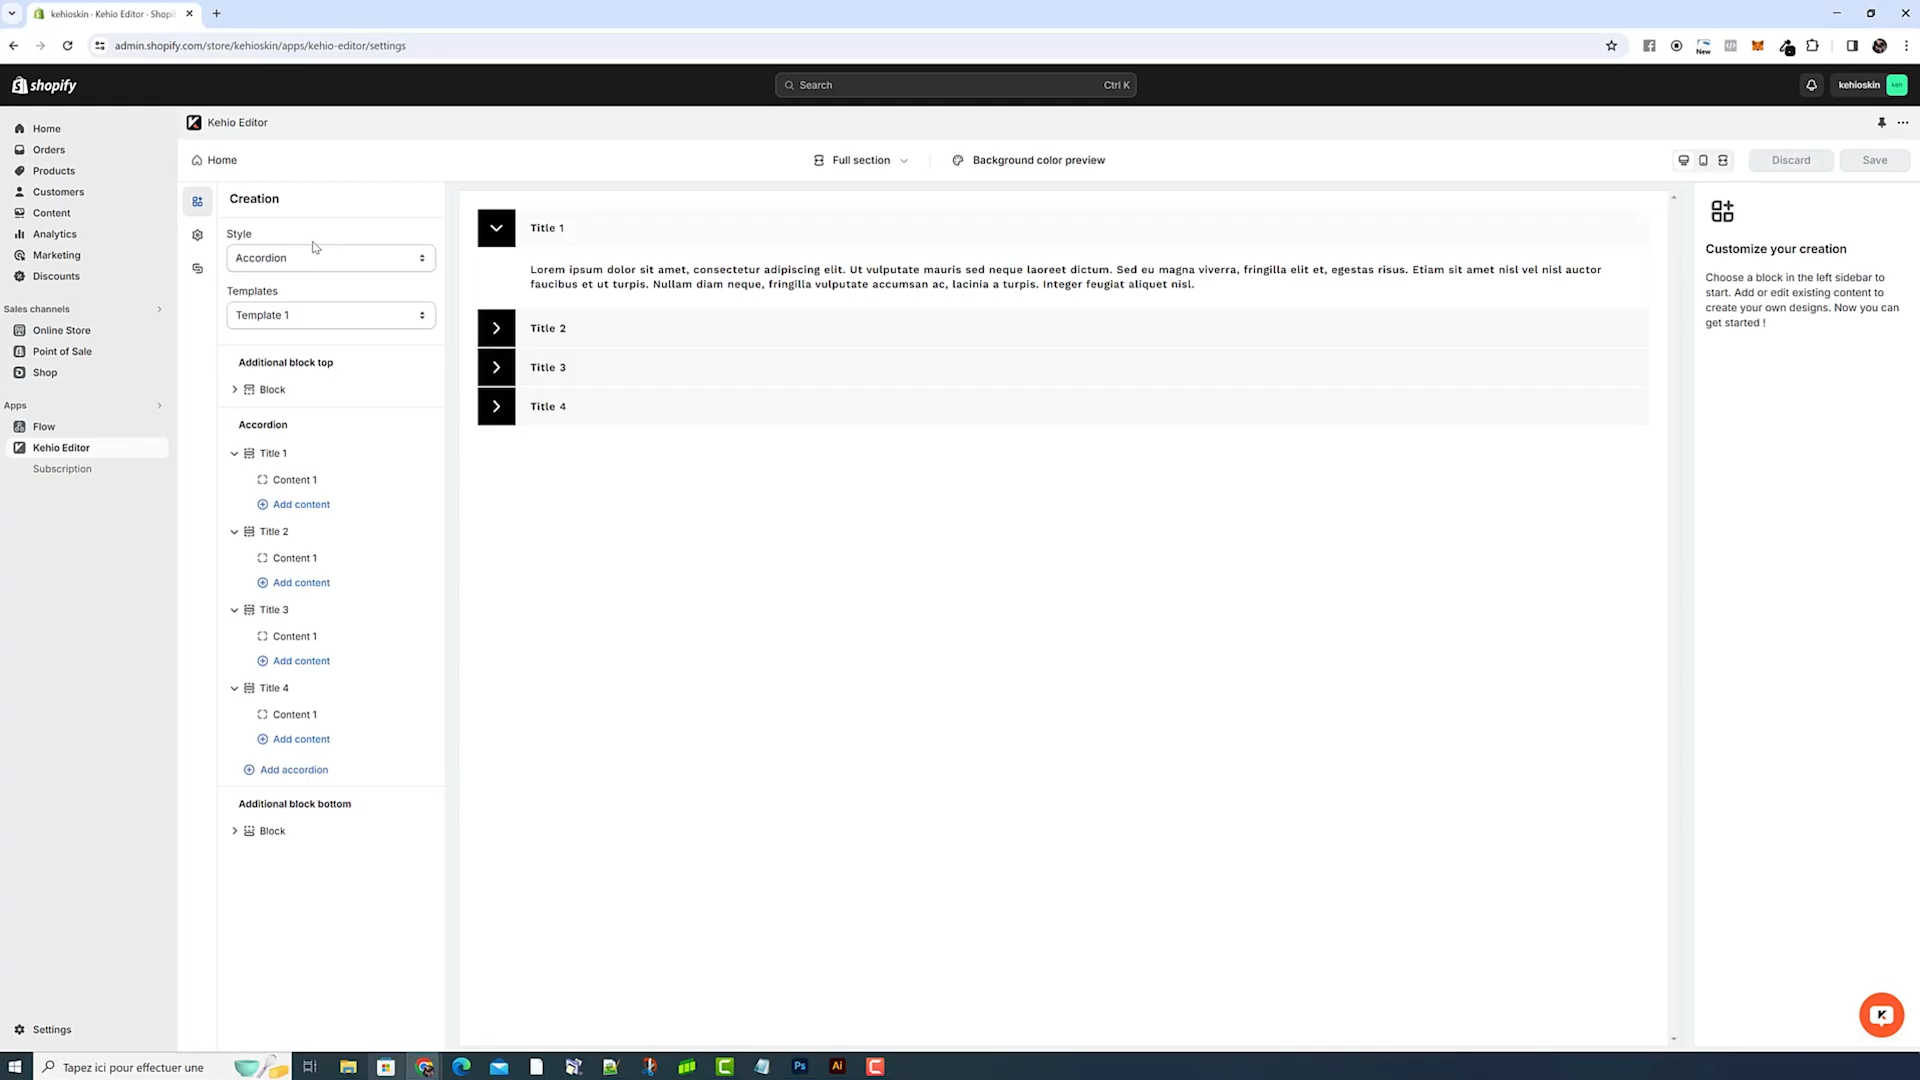 kehioskin · Kehio Editor · Shopi
admin.shopify.com/store/kehioskin/apps/kehio-editor/settings
New
shopify
Search
Ctrl K
kehioskin
keh
Home
Orders
Products
Customers
Content
Analytics
Marketing
Discounts
Sales channels
Online Store
Point of Sale
Shop
Apps
Flow
Kehio Editor
Subscription
Settings
Kehio Editor
Home
Full section
Background color preview
Discard
Save
Creation
Style
Accordion
Templates
Template 1
Additional block top
Block
Accordion
Title 1
Content 1
Add content
Title 2
Content 1
Add content
Title 3
Content 1
Add content
Title 4
Content 1
Add content
Add accordion
Additional block bottom
Block
Title 1
Lorem ipsum dolor sit amet, consectetur adipiscing elit. Ut vulputate mauris sed neque laoreet dictum. Sed eu magna viverra, fringilla elit et, egestas risus. Etiam sit amet nisl vel nisl auctor
faucibus et ut turpis. Nullam diam neque, fringilla vulputate accumsan ac, lacinia a turpis. Integer feugiat aliquet nisl.
Title 2
Title 3
Title 4
Customize your creation
Choose a block in the left sidebar to
start. Add or edit existing content to
create your own designs. Now you can
get started !
Tapez ici pour effectuer une
Ps
Ai